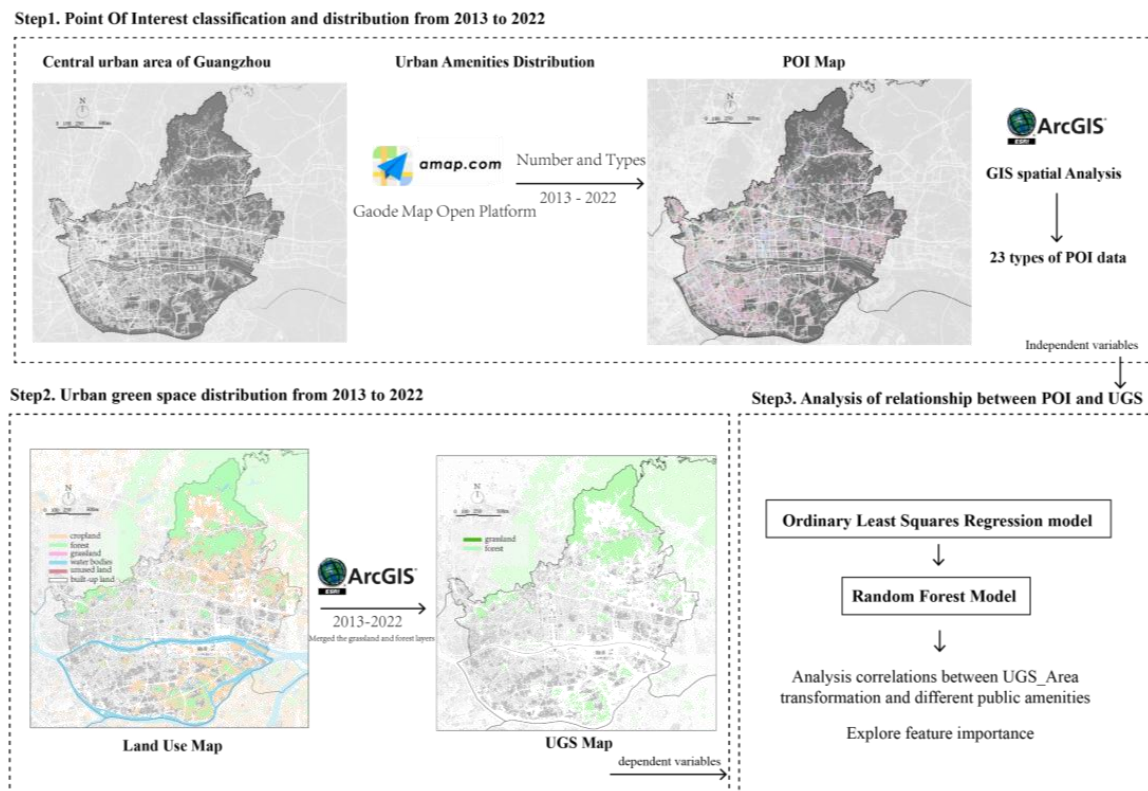 Step1. Point Of Interest classification and distribution from 2013 to 2022
Central urban area of Guangzhou
Urban Amenities Distribution
POI Map
N
N
ArcGIS
ESRI
amap.com
Number and Types
2013 - 2022
Gaode Map Open Platform
GIS spatial Analysis
23 types of POI data
Independent variables
Step2. Urban green space distribution from 2013 to 2022
Step3. Analysis of relationship between POI and UGS
N
cropland
forest
grassland
water bodies
unused land
built-up land
ArcGIS
ESRI
2013-2022
Merged the grassland and forest layers
N
grassland
forest
Land Use Map
UGS Map
dependent variables
Ordinary Least Squares Regression model
Random Forest Model
Analysis correlations between UGS_Area
transformation and different public amenities
Explore feature importance